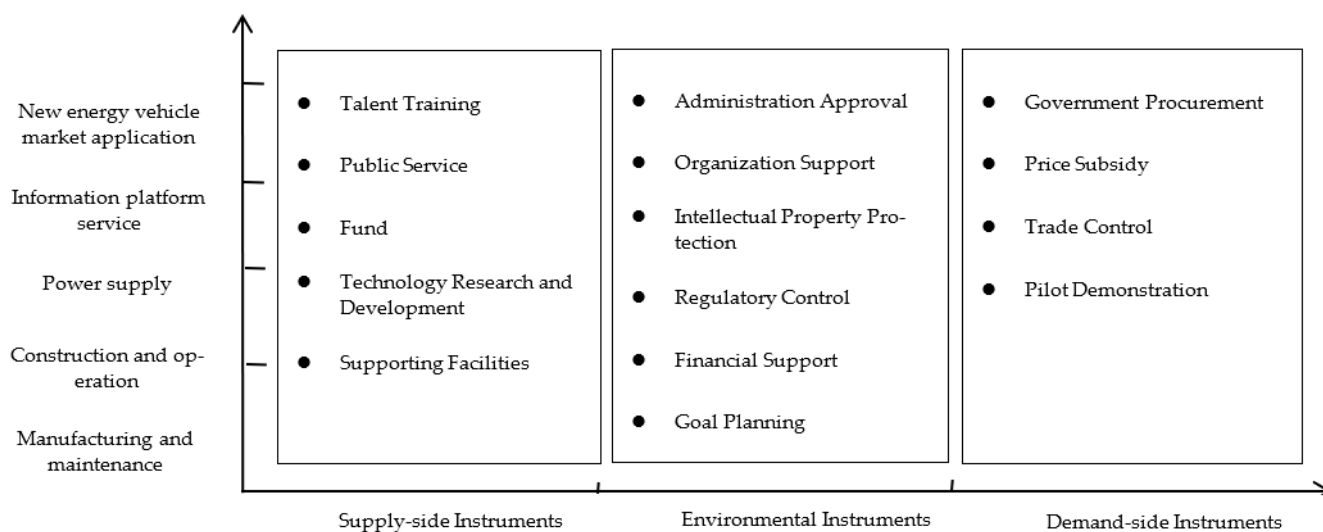 New energy vehicle
market application
Information platform
service
Power supply
Construction and op-
eration
Manufacturing and
maintenance
Talent Training
Public Service
Fund
Technology Research and
Development
Supporting Facilities
Administration Approval
Organization Support
Intellectual Property Pro-
tection
Regulatory Control
Financial Support
Goal Planning
Government Procurement
Price Subsidy
Trade Control
Pilot Demonstration
Supply-side Instruments
Environmental Instruments
Demand-side Instruments